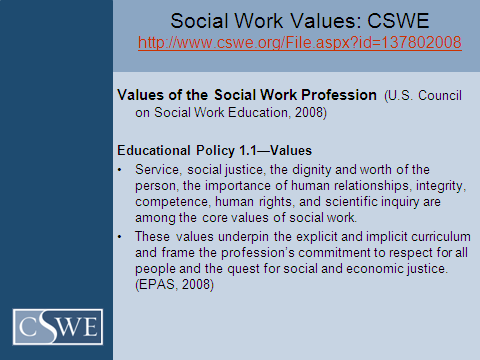 Social Work Values: CSWE
http://www.cswe.org/File.aspx?id=137802008
Values of the Social Work Profession (U.S. Council
on Social Work Education, 2008)
Educational Policy 1.1—Values
• Service, social justice, the dignity and worth of the
person, the importance of human relationships, integrity,
competence, human rights, and scientific inquiry are
among the core values of social work.
• These values underpin the explicit and implicit curriculum
and frame the profession’s commitment to respect for all
people and the quest for social and economic justice.
(EPAS, 2008)
CSWE